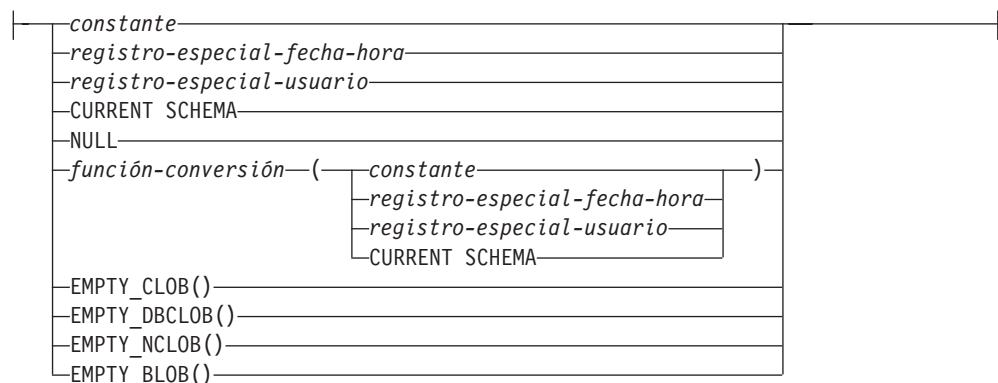 constante
registro-especial-fecha-hora
registro-especial-usuario
CURRENT SCHEMA
NULL
función-conversión ( constante )
registro-especial-fecha-hora
registro-especial-usuario
CURRENT SCHEMA
EMPTY_CLOB()
EMPTY_DBCLOB()
EMPTY_NCLOB()
EMPTY_BLOB()